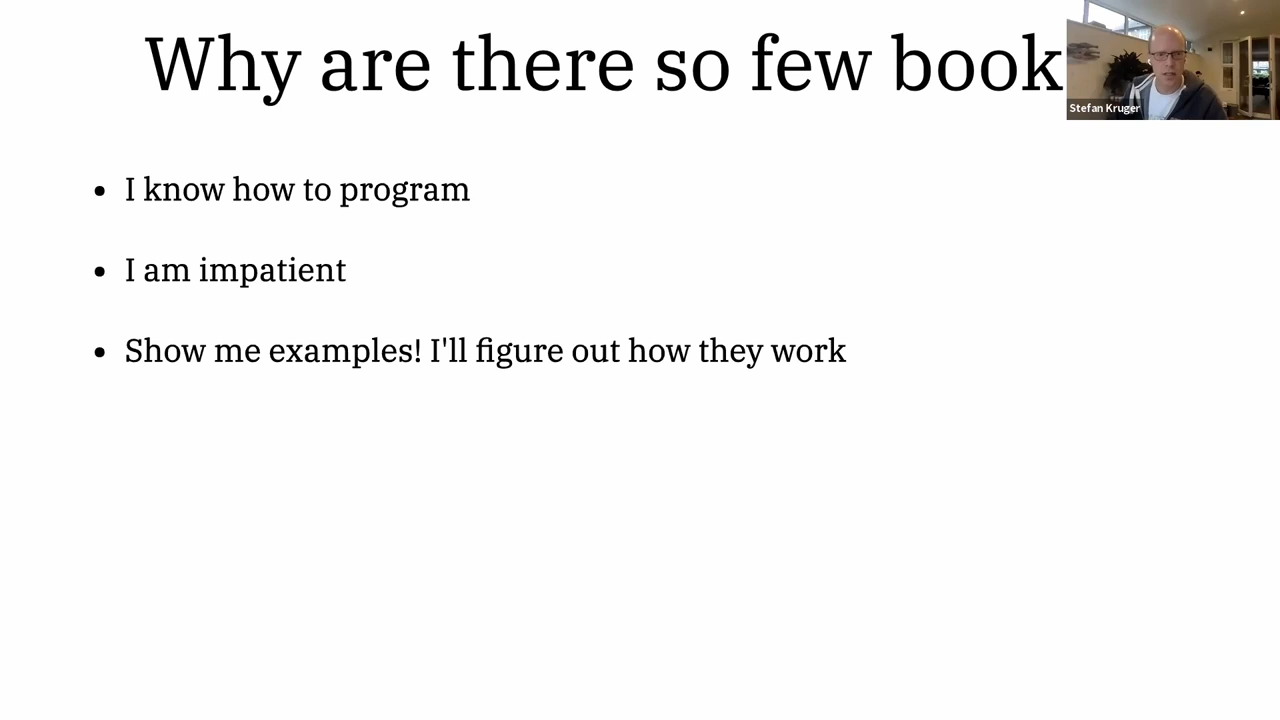 Why are there so few book
Stefan Kruger
• I know how to program
• I am impatient
• Show me examples! I'll figure out how they work